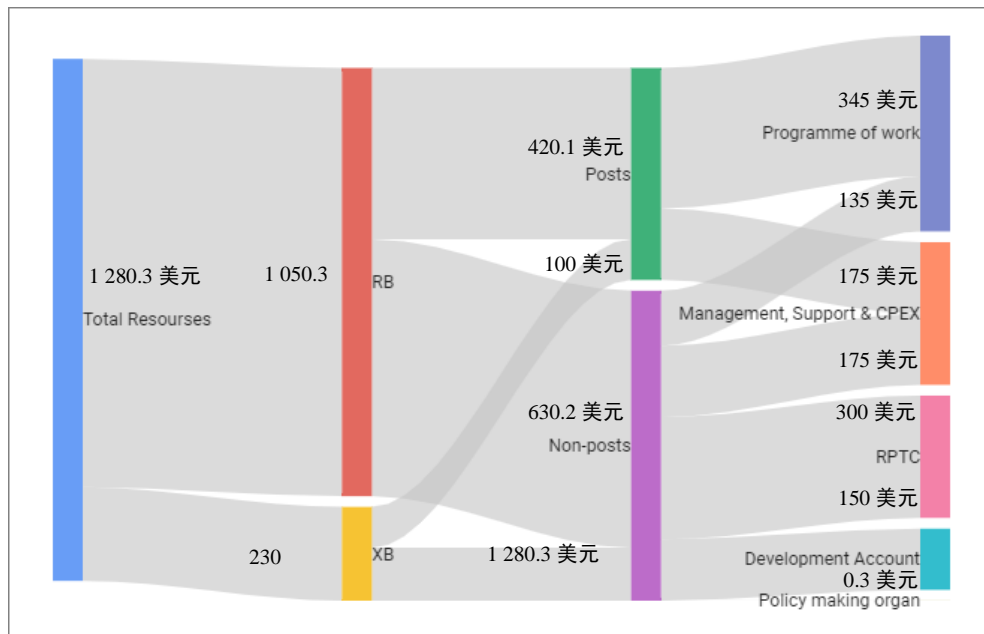 1 280.3 美元
Total Resourses
1 050.3
RB
230
XB
420.1 美元
Posts
100 美元
630.2 美元
Non-posts
1 280.3 美元
345 美元
Programme of work
135 美元
175 美元
Management, Support & CPEX
175 美元
300 美元
RPTC
150 美元
Development Account
0.3 美元
Policy making organ